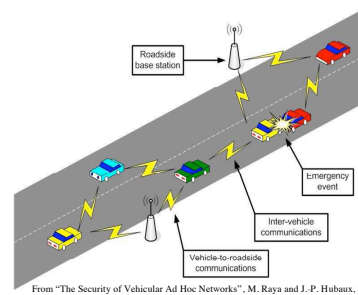 Roadside
base station
Emergency
event
Inter-vehicle
communications
Vehicle-to-roadside
communications
From “The Security of Vehicular Ad Hoc Networks”, M. Raya and J.-P. Hubaux,